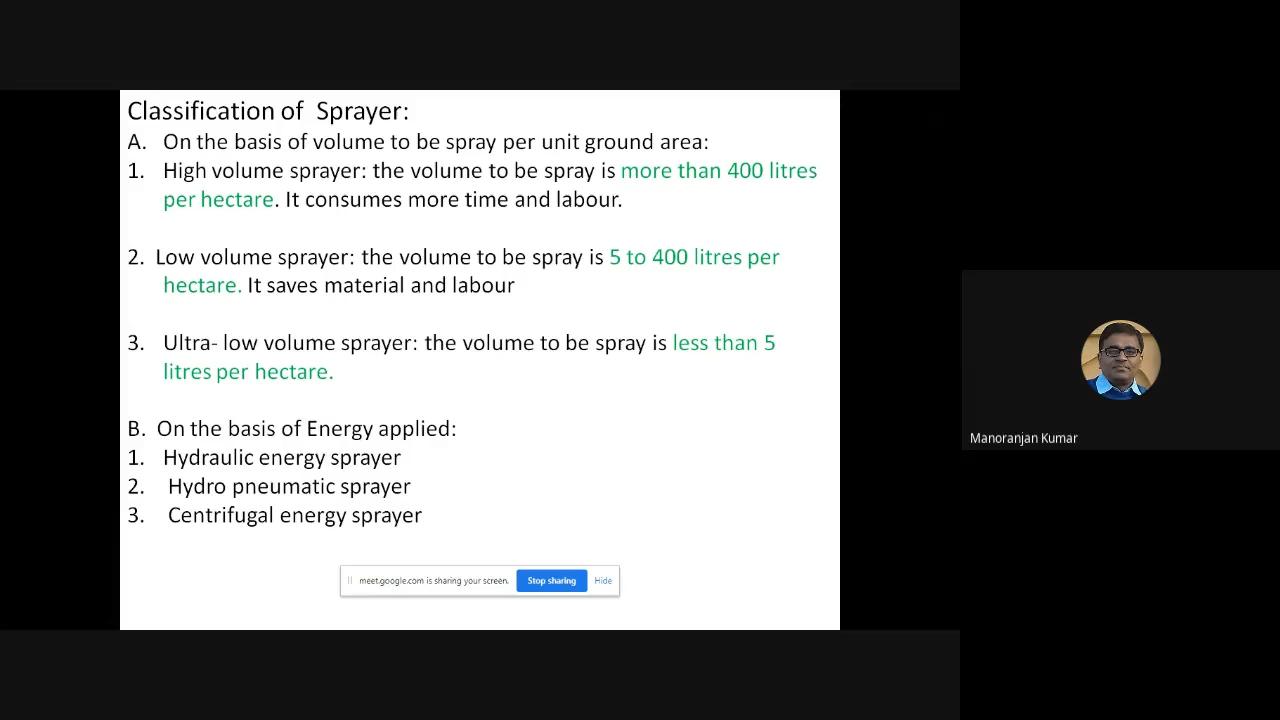 Classification of  Sprayer:
A. On the basis of volume to be spray per unit ground area:
1. High volume sprayer: the volume to be spray is more than 400 litres
per hectare. It consumes more time and labour.
2. Low volume sprayer: the volume to be spray is 5 to 400 litres per
hectare. It saves material and labour
3. Ultra- low volume sprayer: the volume to be spray is less than 5
litres per hectare.
B. On the basis of Energy applied:
1. Hydraulic energy sprayer
2. Hydro pneumatic sprayer
3. Centrifugal energy sprayer
meet.google.com is sharing your screen. Stop sharing Hide
Manoranjan Kumar